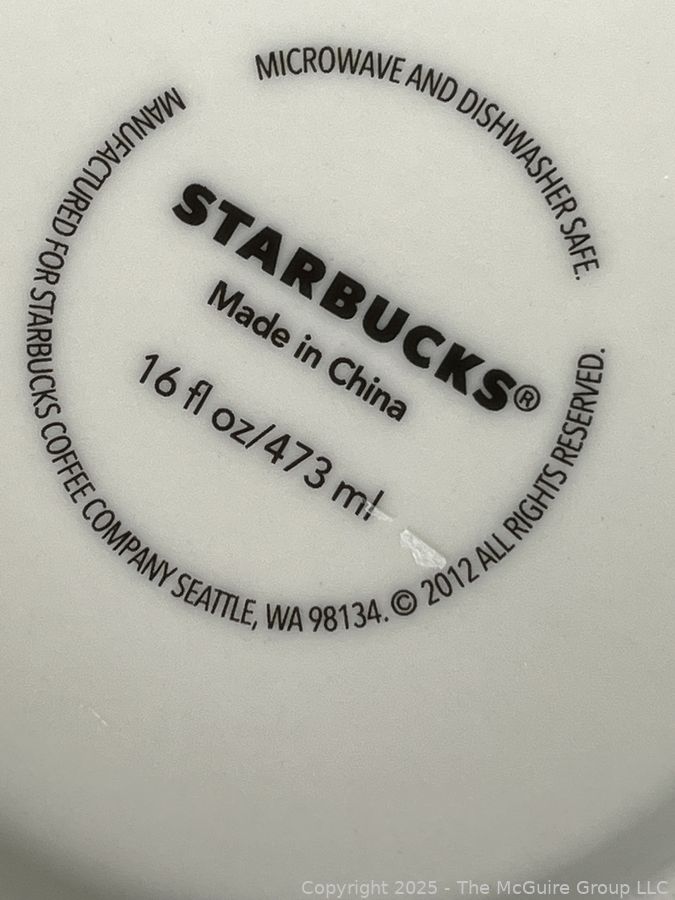 MICROWAVE AND DISHWASHER SAFE.
MANUFACTURED FOR STARBUCKS COFFEE COMPANY SEATTLE, WA 98134. © 2012 ALL RIGHTS RESERVED.
STARBUCKS®
Made in China
16 fl oz/473 ml
Copyright 2025 - The McGuire Group LLC